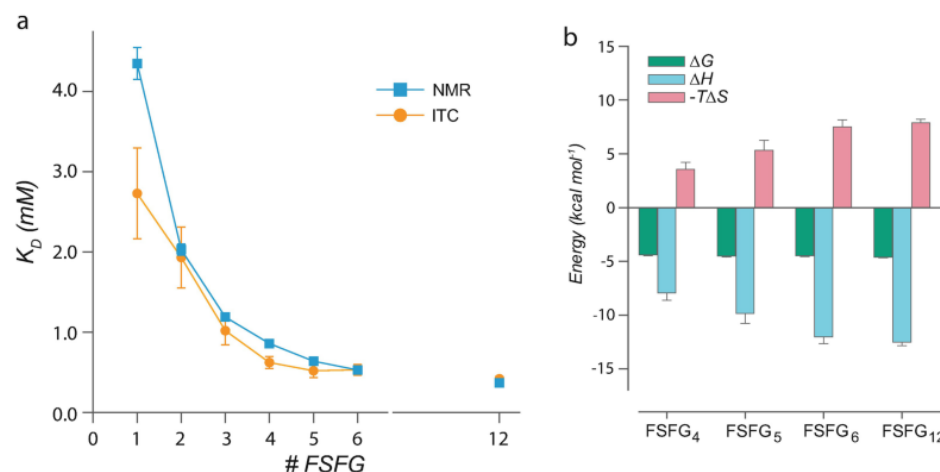 a
4.0
3.0
2.0
1.0
0.0
K_D (mM)
NMR
ITC
0 1 2 3 4 5 6 12
# FSFG
b
15
10
5
0
-5
-10
-15
Energy (kcal mol⁻¹)
ΔG
ΔH
-TΔS
FSFG₄ FSFG₅ FSFG₆ FSFG₁₂